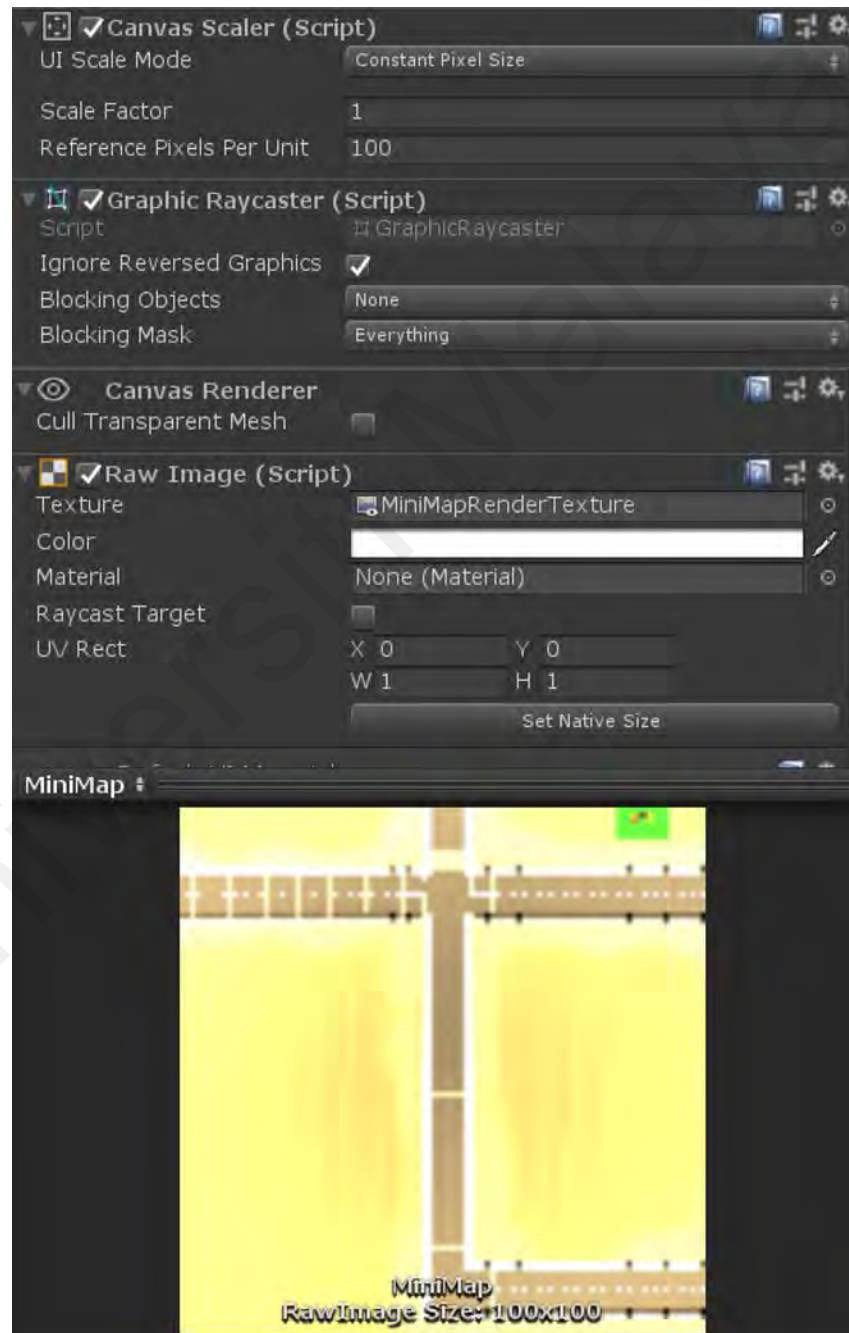 Canvas Scaler (Script)
UI Scale Mode Constant Pixel Size
Scale Factor 1
Reference Pixels Per Unit 100
Graphic Raycaster (Script)
Script GraphicRaycaster
Ignore Reversed Graphics
Blocking Objects None
Blocking Mask Everything
Canvas Renderer
Cull Transparent Mesh
Raw Image (Script)
Texture MiniMapRenderTexture
Color
Material None (Material)
Raycast Target
UV Rect X 0 Y 0
W 1 H 1
Set Native Size
MiniMap
MiniMap
RawImage Size: 100x100